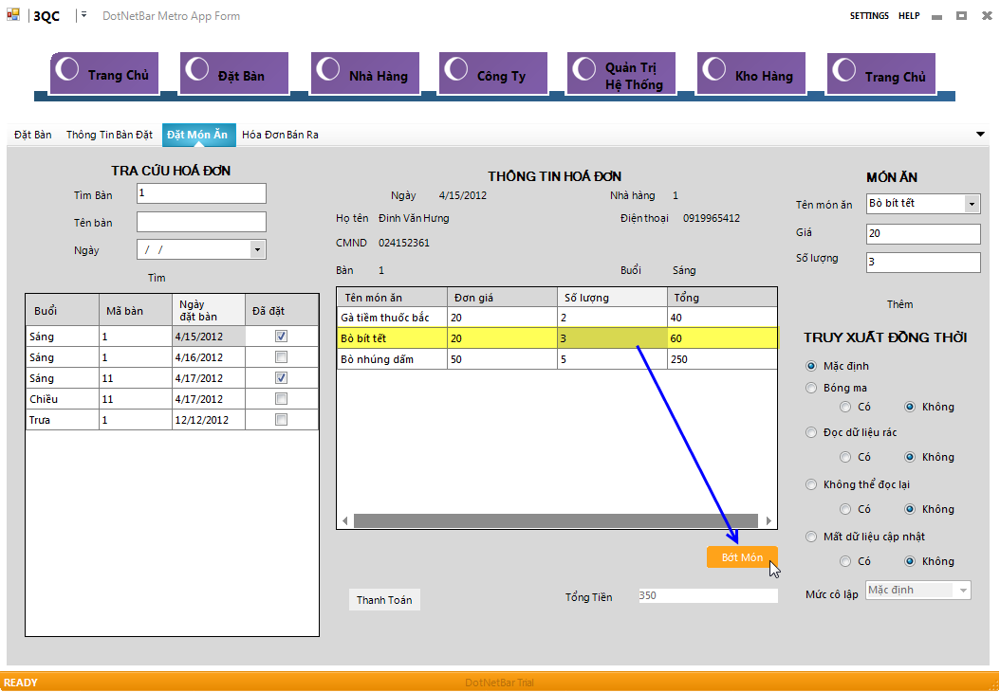 3QC
DotNetBar Metro App Form
SETTINGS HELP
Trang Chủ
Đặt Bàn
Nhà Hàng
Công Ty
Quản Trị
Hệ Thống
Kho Hàng
Trang Chủ
Đặt Bàn Thông Tin Bàn Đặt Đặt Món Ăn Hóa Đơn Bán Ra
TRA CỨU HOÁ ĐƠN
Tìm Bàn 1
Tên bàn
Ngày / /
Tìm
Buổi Mã bàn Ngày đặt bàn Đã đặt
Sáng 1 4/15/2012
Sáng 1 4/16/2012
Sáng 11 4/17/2012
Chiều 11 4/17/2012
Trưa 1 12/12/2012
THÔNG TIN HOÁ ĐƠN
Ngày 4/15/2012 Nhà hàng 1
Họ tên Đinh Văn Hưng Điện thoại 0919965412
CMND 024152361
Bàn 1 Buổi Sáng
Tên món ăn Đơn giá Số lượng Tổng
Gà tiềm thuốc bắc 20 2 40
Bò bít tết 20 3 60
Bò nhúng dấm 50 5 250
Bớt Món
Thanh Toán Tổng Tiền 350
MÓN ĂN
Tên món ăn Bò bít tết
Giá 20
Số lượng 3
Thêm
TRUY XUẤT ĐỒNG THỜI
Mặc định
Bóng ma
Có Không
Đọc dữ liệu rác
Có Không
Không thể đọc lại
Có Không
Mất dữ liệu cập nhật
Có Không
Mức cô lập Mặc định
READY
DotNetBar Trial